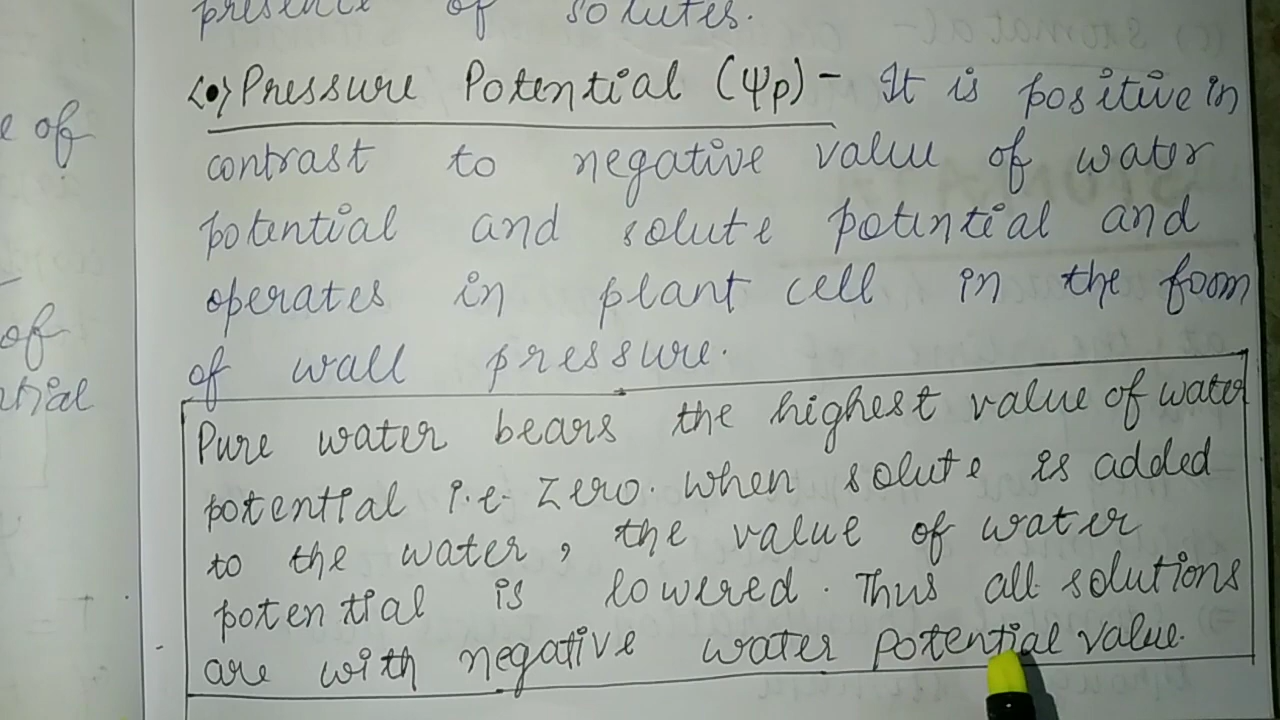 presence of solutes.
<•> Pressure Potential (Ψp) - It is positive in
contrast to negative value of water
potential and solute potential and
operates in plant cell in the form
of wall pressure.
Pure water bears the highest value of water
potential i.e. zero. When solute is added
to the water, the value of water
potential is lowered. Thus all solutions
are with negative water potential value.
e of
of
ntial